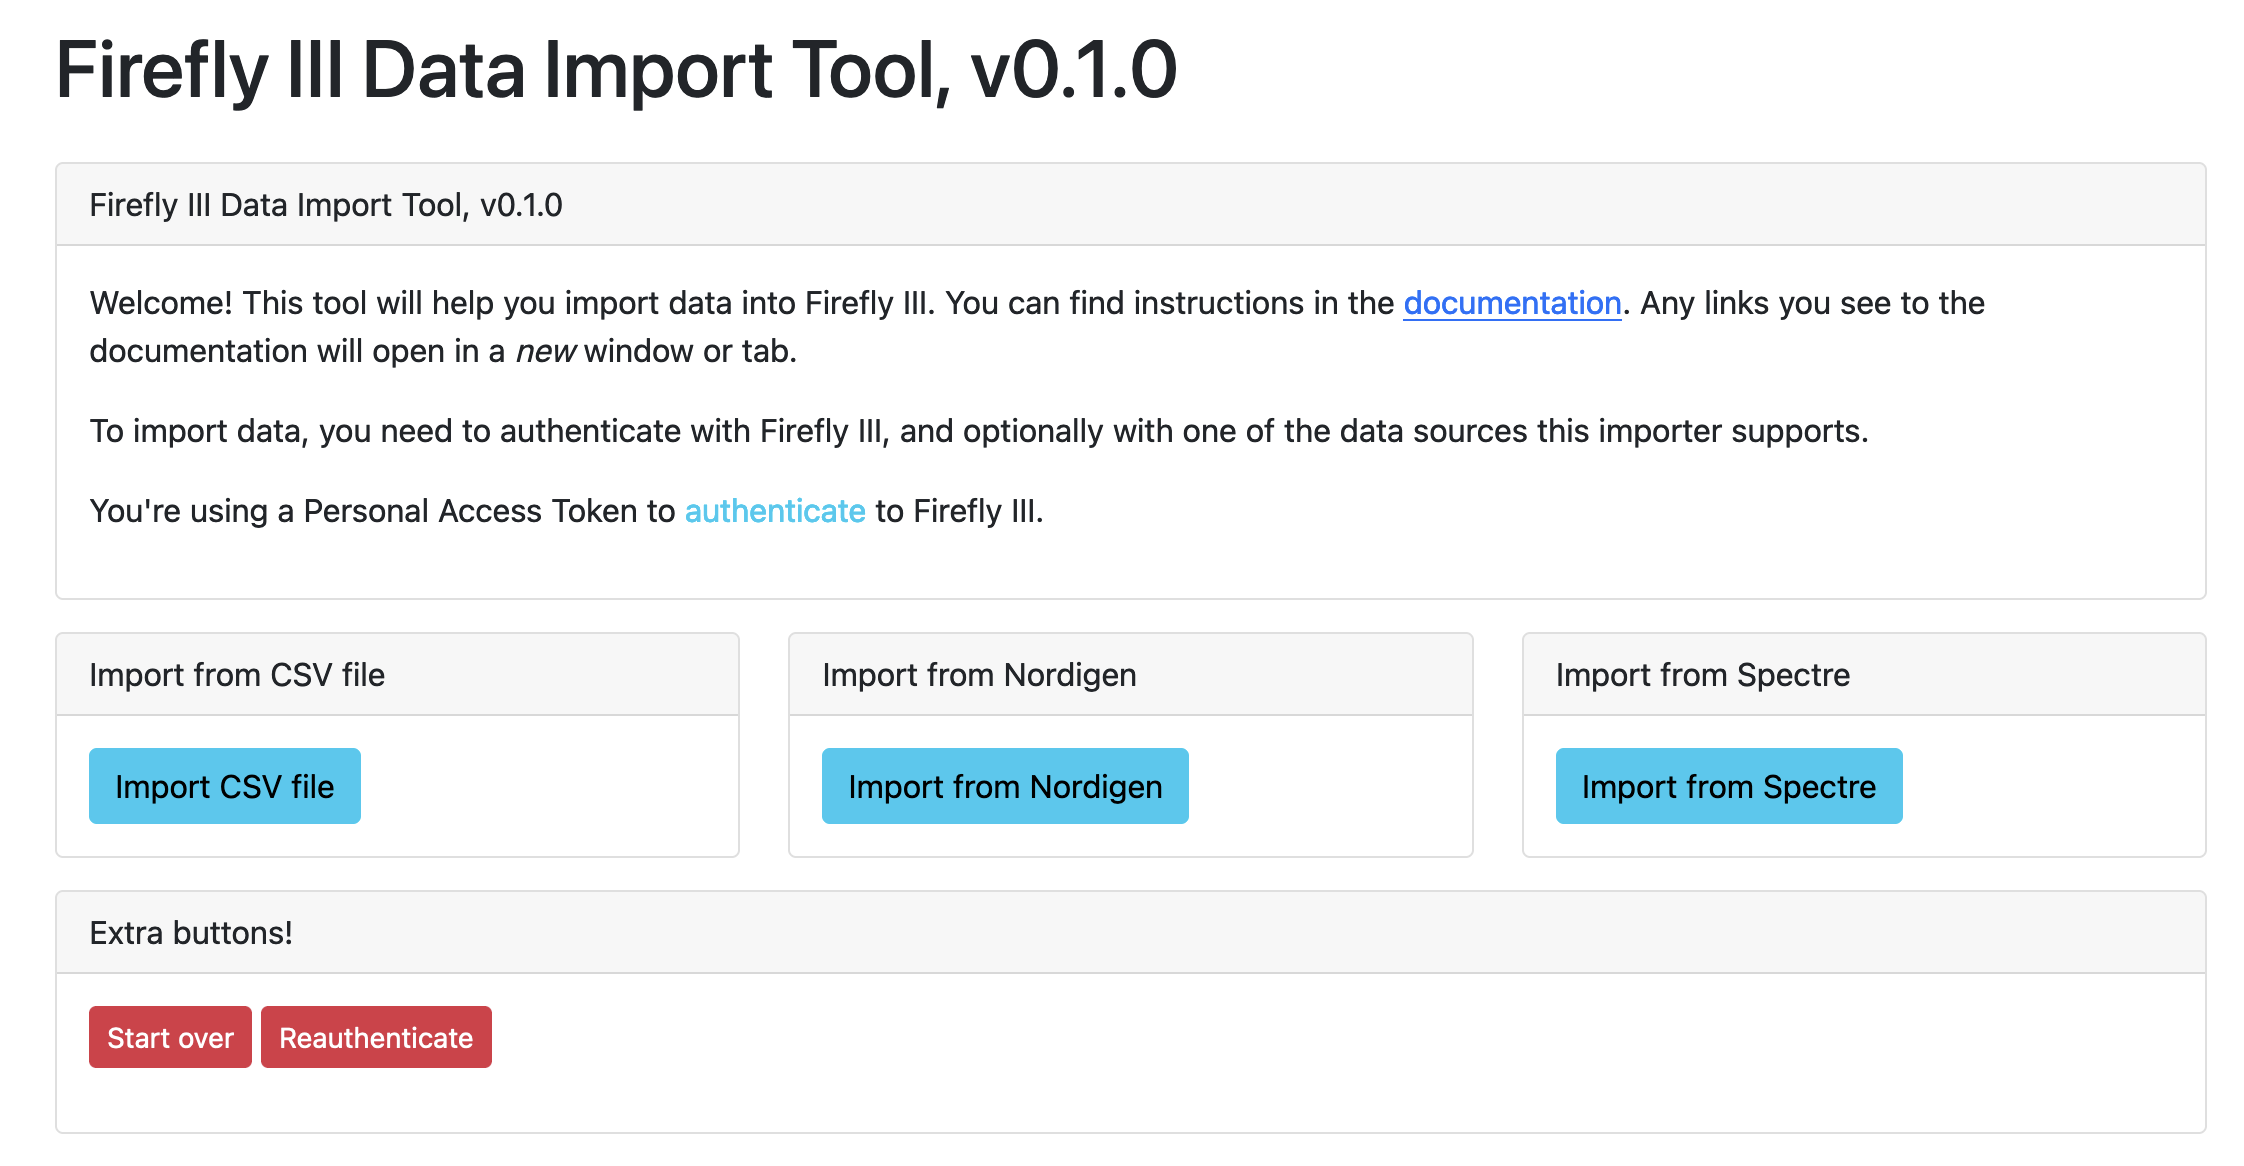 Firefly III Data Import Tool, v0.1.0
Firefly III Data Import Tool, v0.1.0
Welcome! This tool will help you import data into Firefly III. You can find instructions in the documentation. Any links you see to the
documentation will open in a new window or tab.
To import data, you need to authenticate with Firefly III, and optionally with one of the data sources this importer supports.
You're using a Personal Access Token to authenticate to Firefly III.
Import from CSV file
Import CSV file
Import from Nordigen
Import from Nordigen
Import from Spectre
Import from Spectre
Extra buttons!
Start over
Reauthenticate